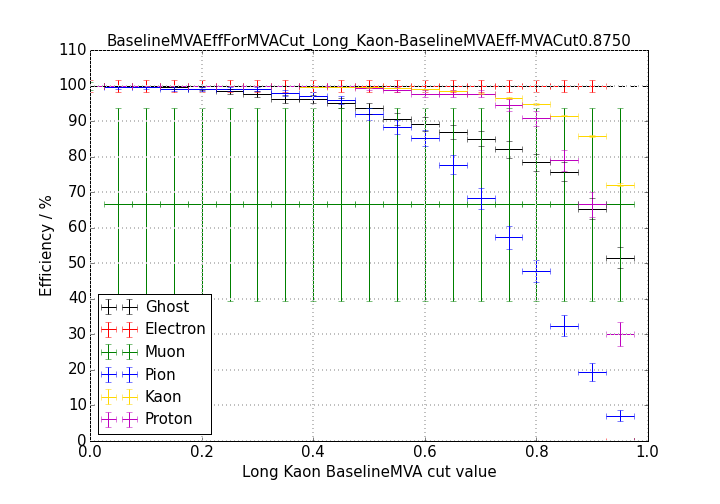 BaselineMVAEffForMVACut_Long_Kaon-BaselineMVAEff-MVACut0.8750
110
100
90
80
70
60
50
40
30
20
10
0
Efficiency / %
Ghost
Electron
Muon
Pion
Kaon
Proton
0.0 0.2 0.4 0.6 0.8 1.0
Long Kaon BaselineMVA cut value